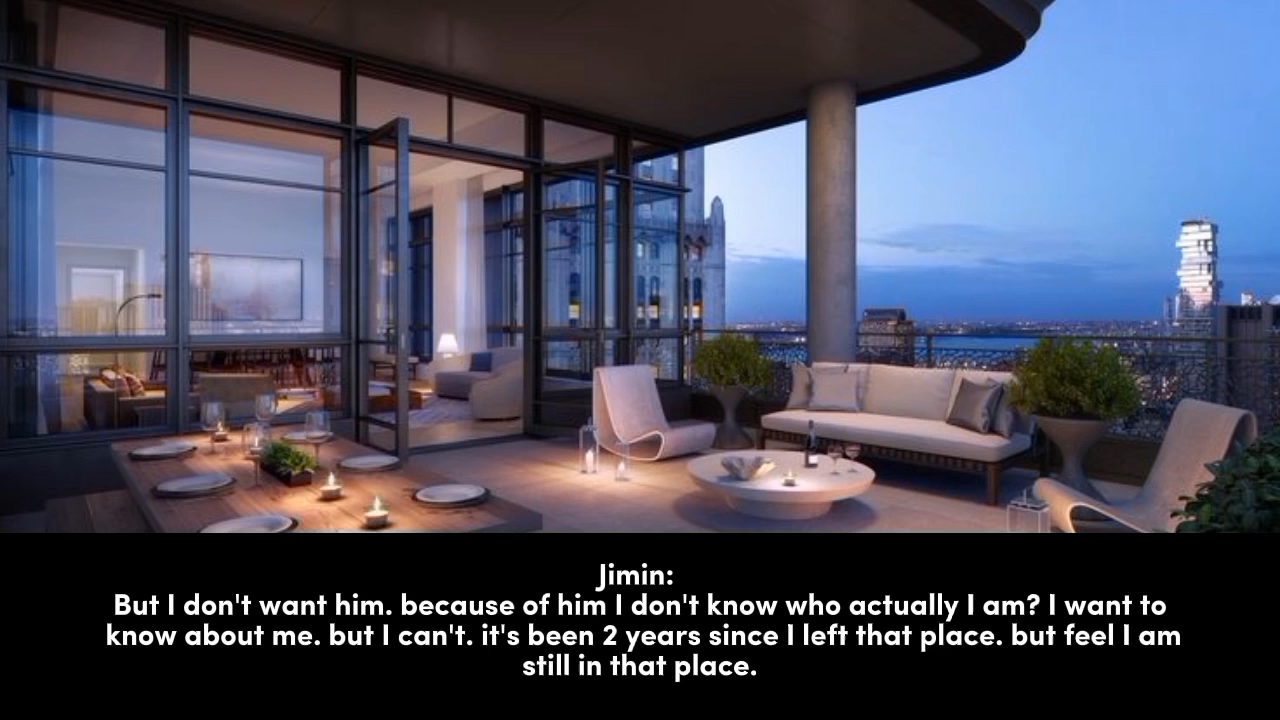 Jimin:
But I don't want him. because of him I don't know who actually I am? I want to
know about me. but I can't. it's been 2 years since I left that place. but feel I am
still in that place.